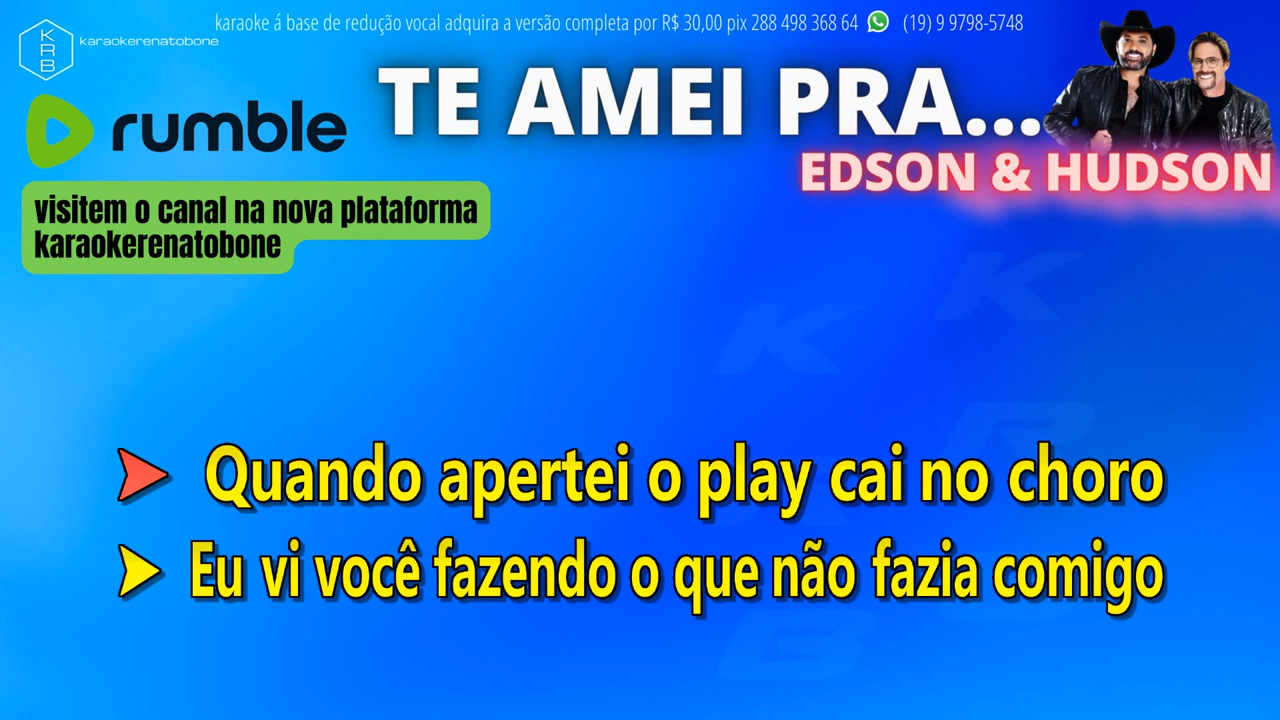 karaoke á base de redução vocal adquira a versão completa por R$ 30,00 pix 288 498 368 64 (19) 9 9798-5748
KRB
karaokerenatobone
TE AMEI PRA...
EDSON & HUDSON
rumble
visitem o canal na nova plataforma
karaokerenatobone
K
K
R
B
Quando apertei o play cai no choro
Eu vi você fazendo o que não fazia comigo